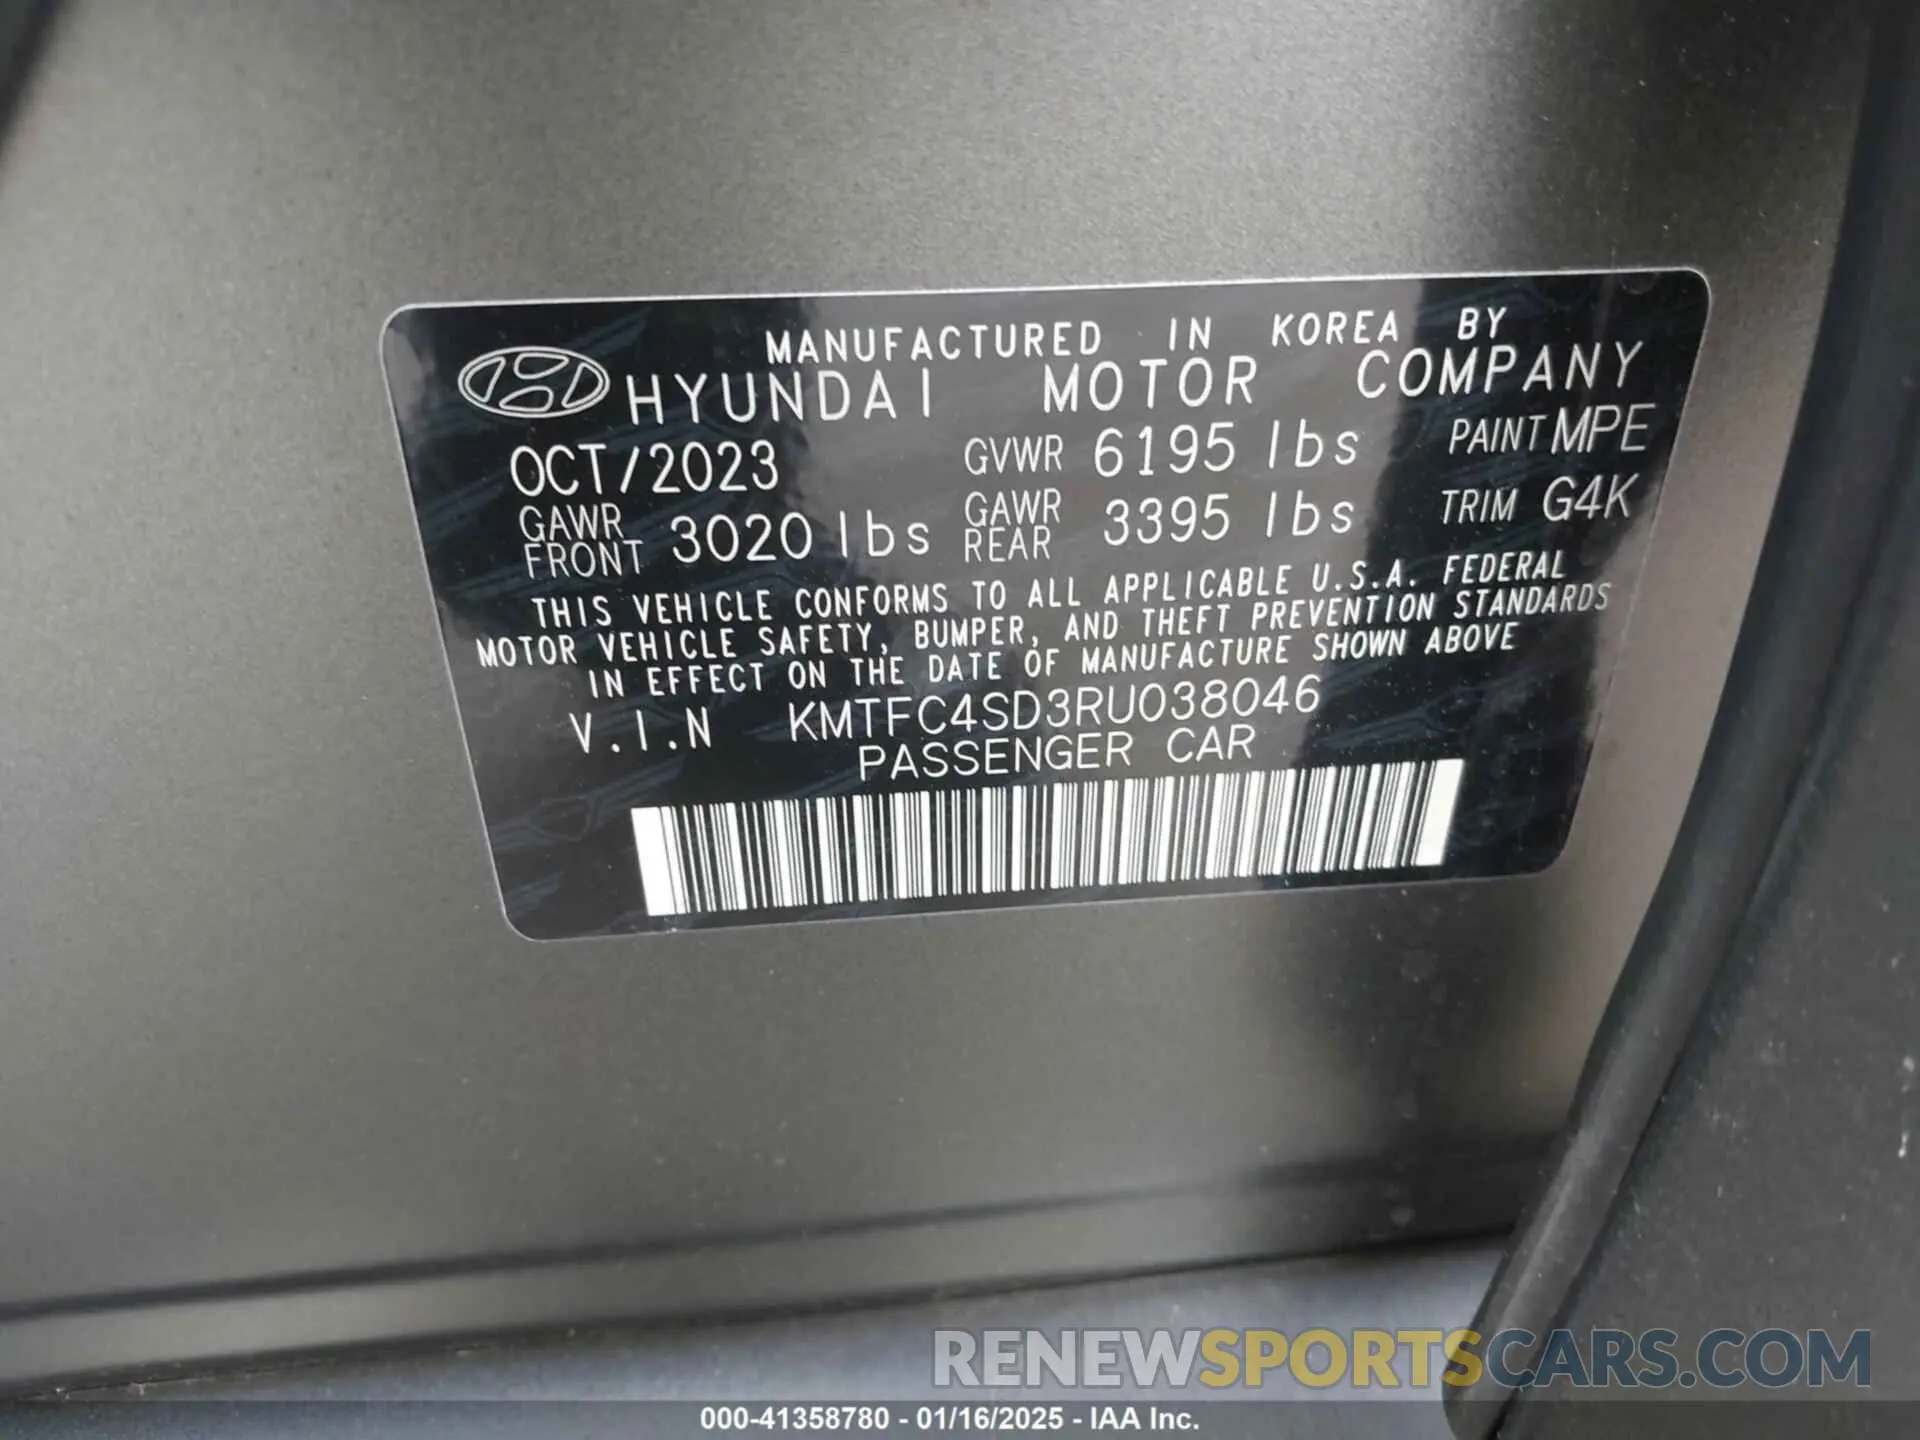 MANUFACTURED IN KOREA BY
HYUNDAI MOTOR COMPANY
OCT/2023 GVWR 6195 lbs PAINT MPE
GAWR FRONT 3020 lbs GAWR REAR 3395 lbs TRIM G4K
THIS VEHICLE CONFORMS TO ALL APPLICABLE U.S.A. FEDERAL
MOTOR VEHICLE SAFETY, BUMPER, AND THEFT PREVENTION STANDARDS
IN EFFECT ON THE DATE OF MANUFACTURE SHOWN ABOVE
V.I.N KMTFC4SD3RU038046
PASSENGER CAR
RENEWSPORTSCARS.COM
000-41358780 - 01/16/2025 - IAA Inc.